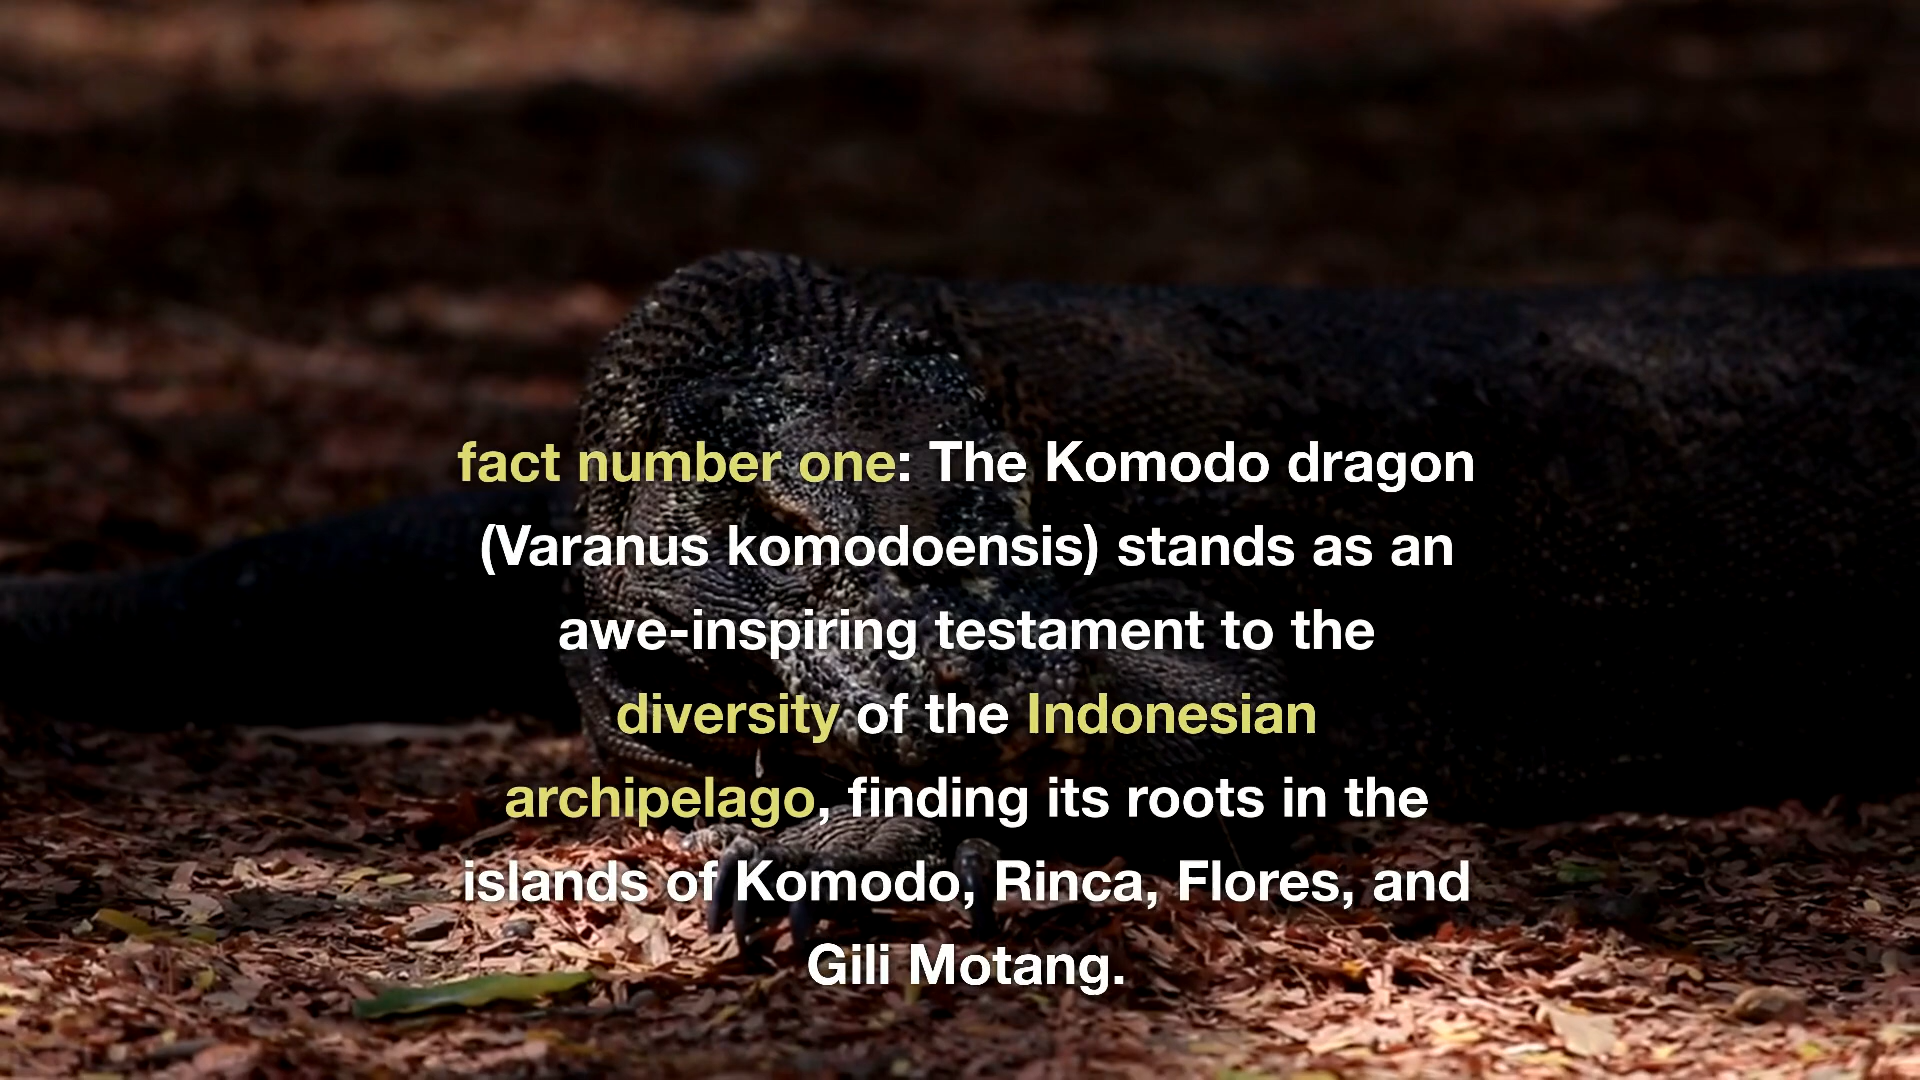 fact number one: The Komodo dragon
(Varanus komodoensis) stands as an
awe-inspiring testament to the
diversity of the Indonesian
archipelago, finding its roots in the
islands of Komodo, Rinca, Flores, and
Gili Motang.